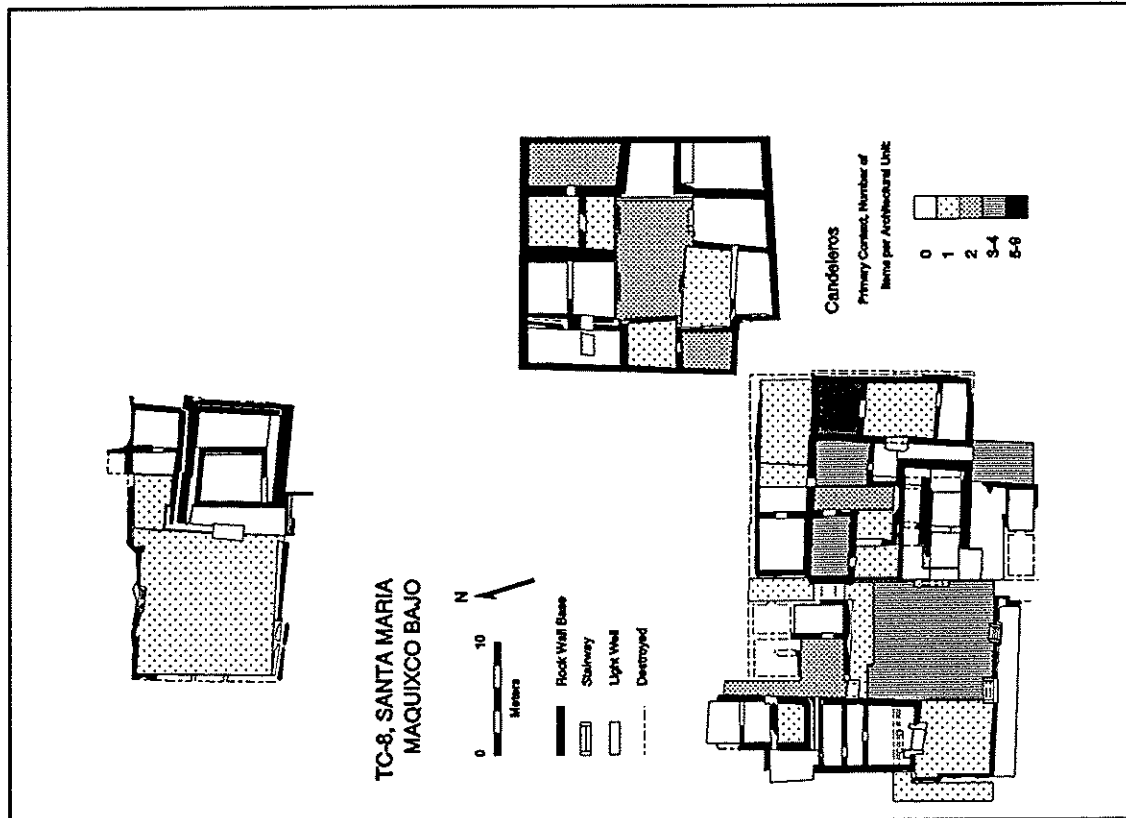 TC-8, SANTA MARIA
MAQUIXCO BAJO
N
0 10
Meters
Rock Wall Base
Stairway
Light Well
Destroyed
Candeleros
Primary Context, Number of
Items per Architectural Unit
0
1
2
3-4
5-9